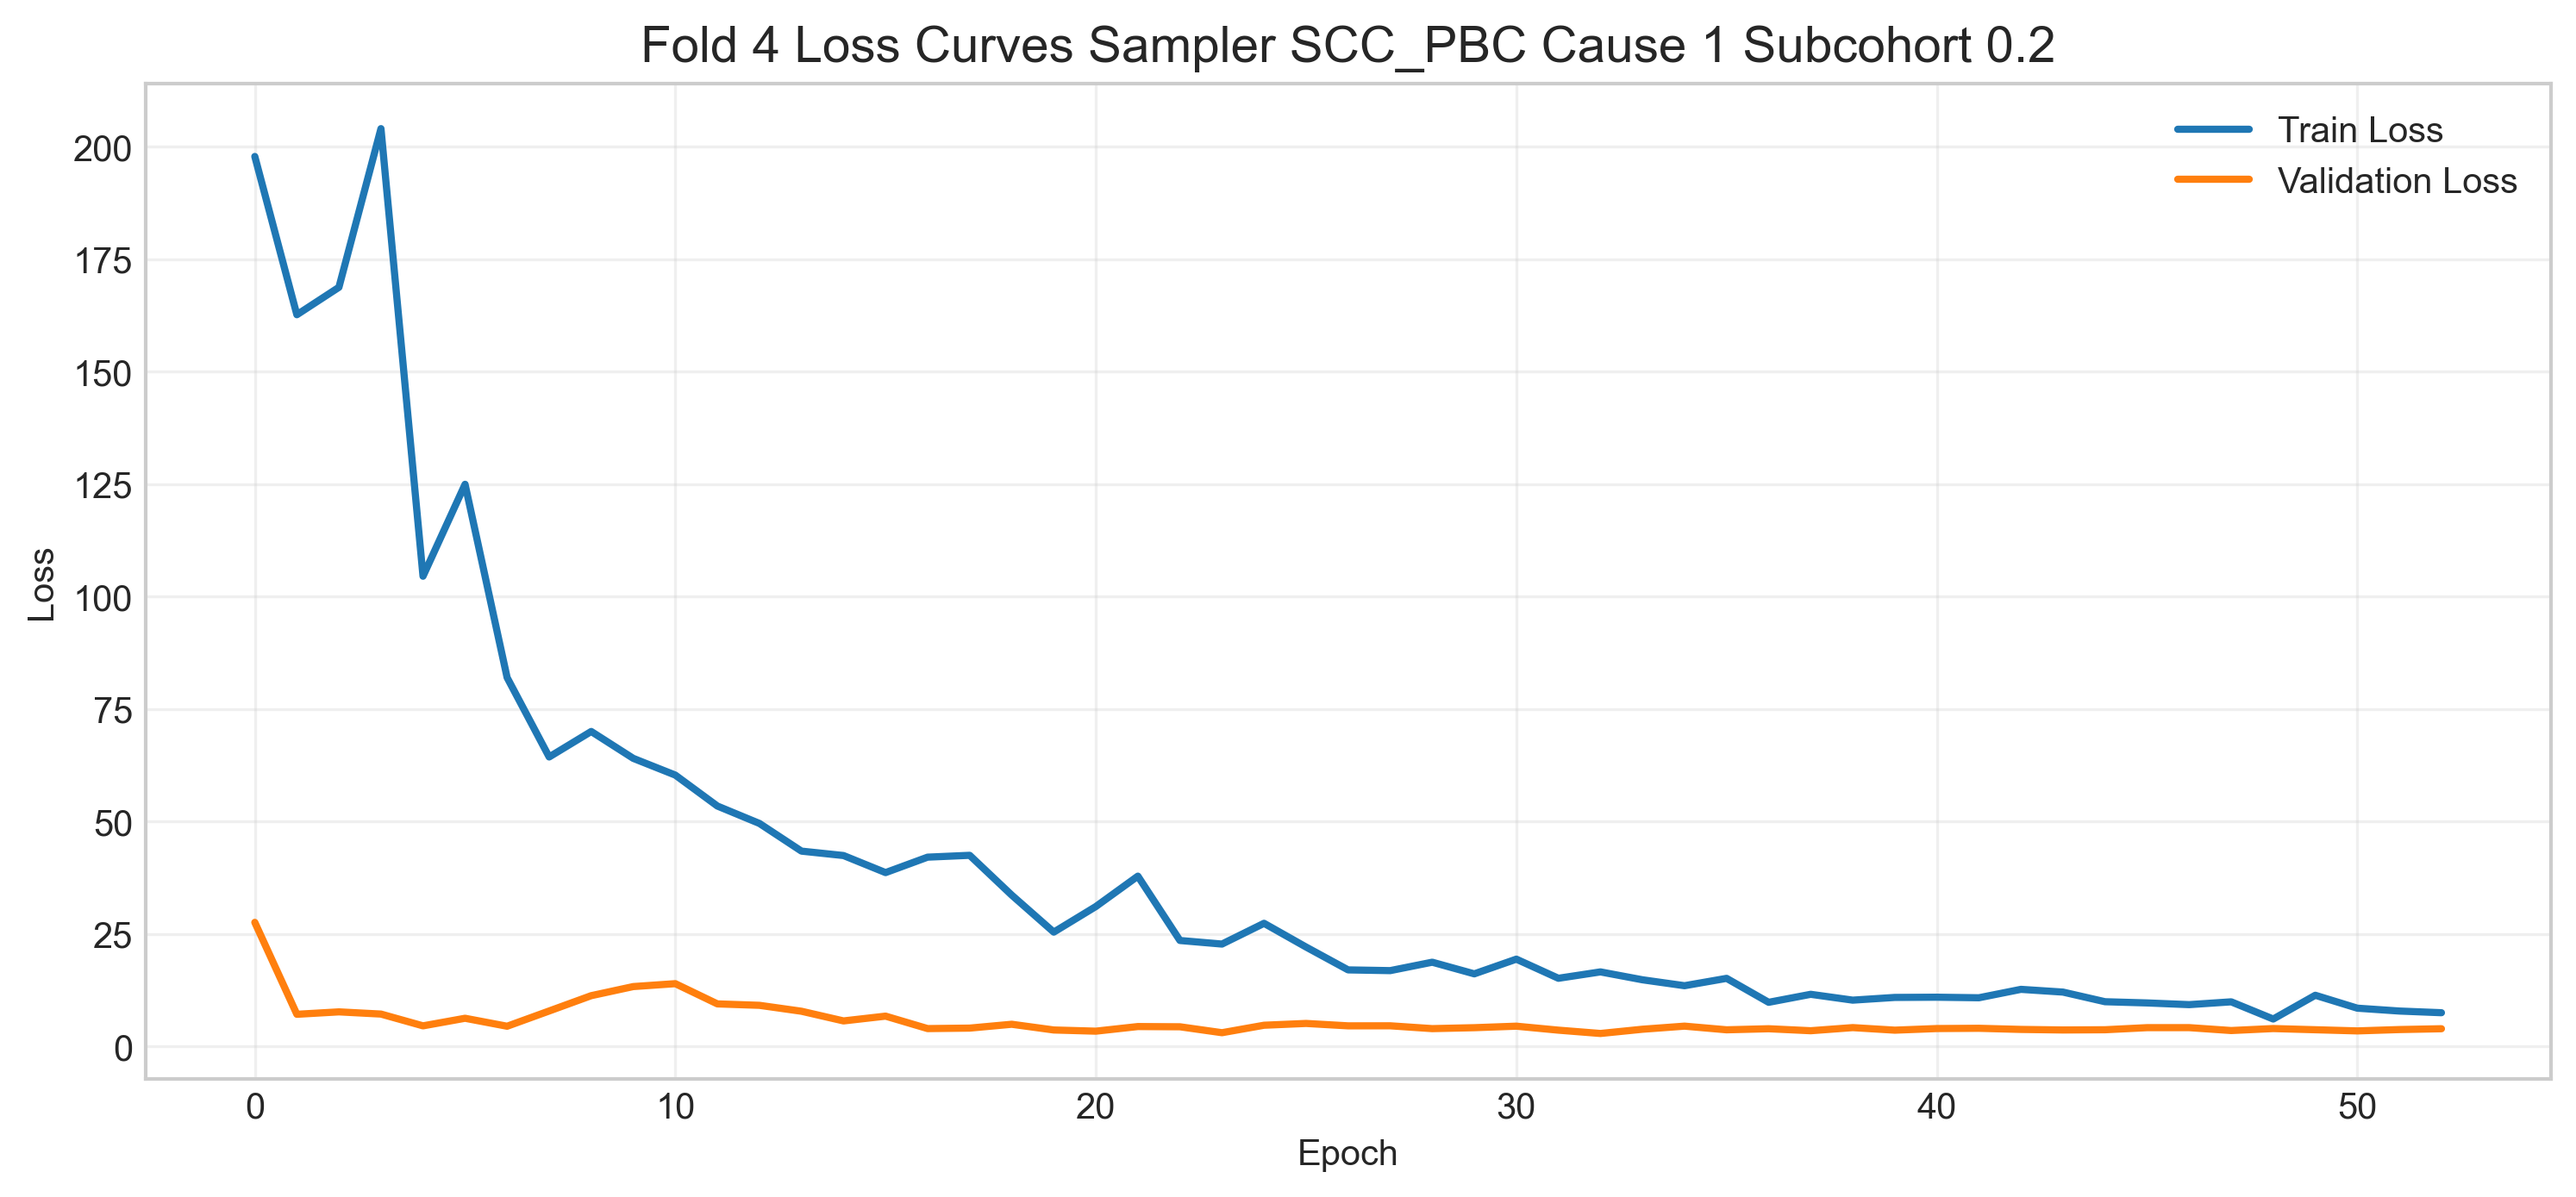 Fold 4 Loss Curves Sampler SCC_PBC Cause 1 Subcohort 0.2
Train Loss
Validation Loss
200
175
150
125
100
75
50
25
0
Loss
0 10 20 30 40 50
Epoch